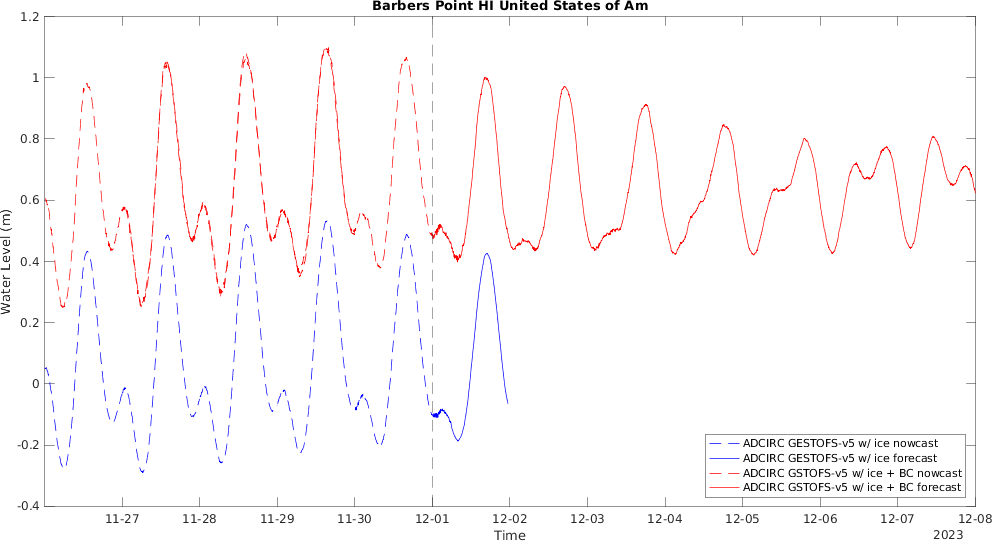 Barbers Point HI United States of Am
Water Level (m)
1.2
1
0.8
0.6
0.4
0.2
0
-0.2
-0.4
ADCIRC GESTOFS-v5 w/ ice nowcast
ADCIRC GESTOFS-v5 w/ ice forecast
ADCIRC GSTOFS-v5 w/ ice + BC nowcast
ADCIRC GSTOFS-v5 w/ ice + BC forecast
11-27 11-28 11-29 11-30 12-01 12-02 12-03 12-04 12-05 12-06 12-07 12-08
Time
2023